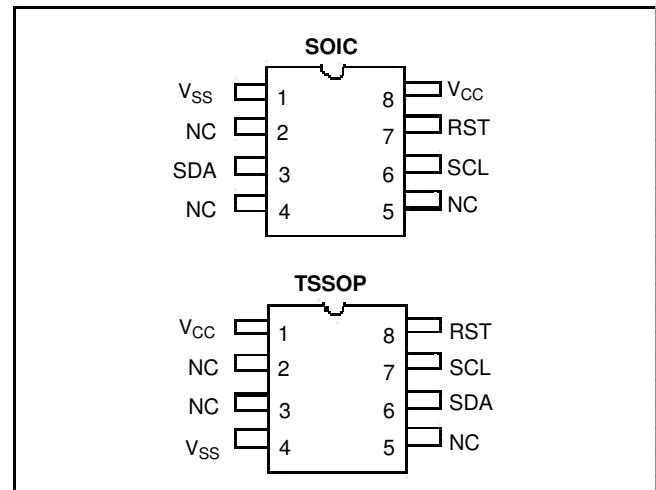 SOIC
VSS 1 8 VCC
NC 2 7 RST
SDA 3 6 SCL
NC 4 5 NC
TSSOP
VCC 1 8 RST
NC 2 7 SCL
NC 3 6 SDA
VSS 4 5 NC